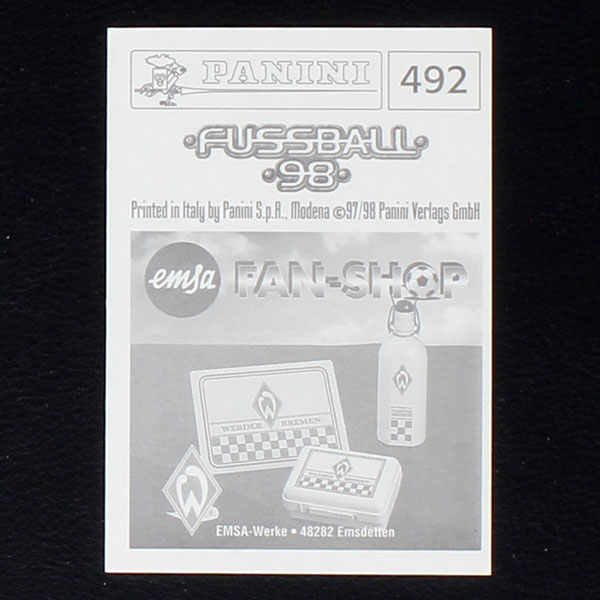 PANINI
492
FUSSBALL
98
Printed in Italy by Panini S.p.A., Modena ©97/98 Panini Verlags GmbH
emsa FAN-SHOP
WERDER BREMEN
EMSA-Werke • 48282 Emsdetten